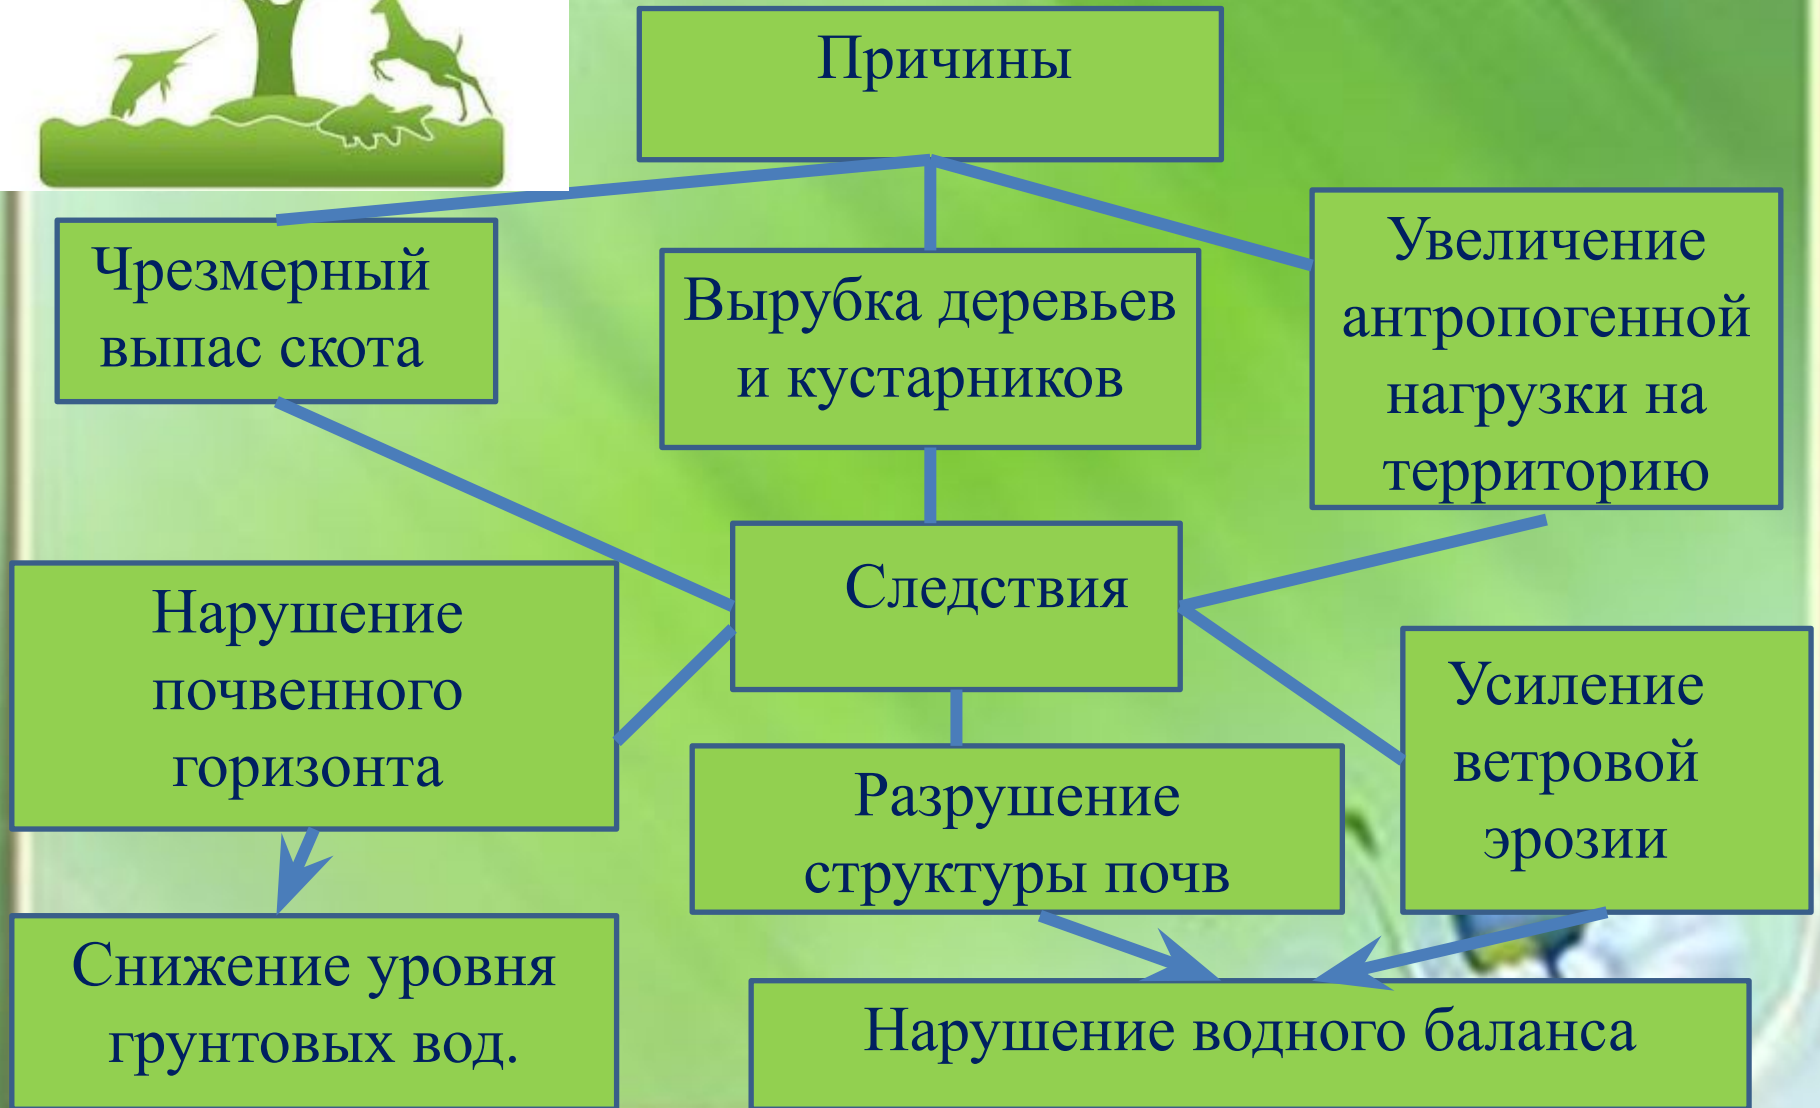 Причины
Чрезмерный
выпас скота
Вырубка деревьев
и кустарников
Увеличение
антропогенной
нагрузки на
территорию
Следствия
Нарушение
почвенного
горизонта
Разрушение
структуры почв
Усиление
ветровой
эрозии
Снижение уровня
грунтовых вод.
Нарушение водного баланса